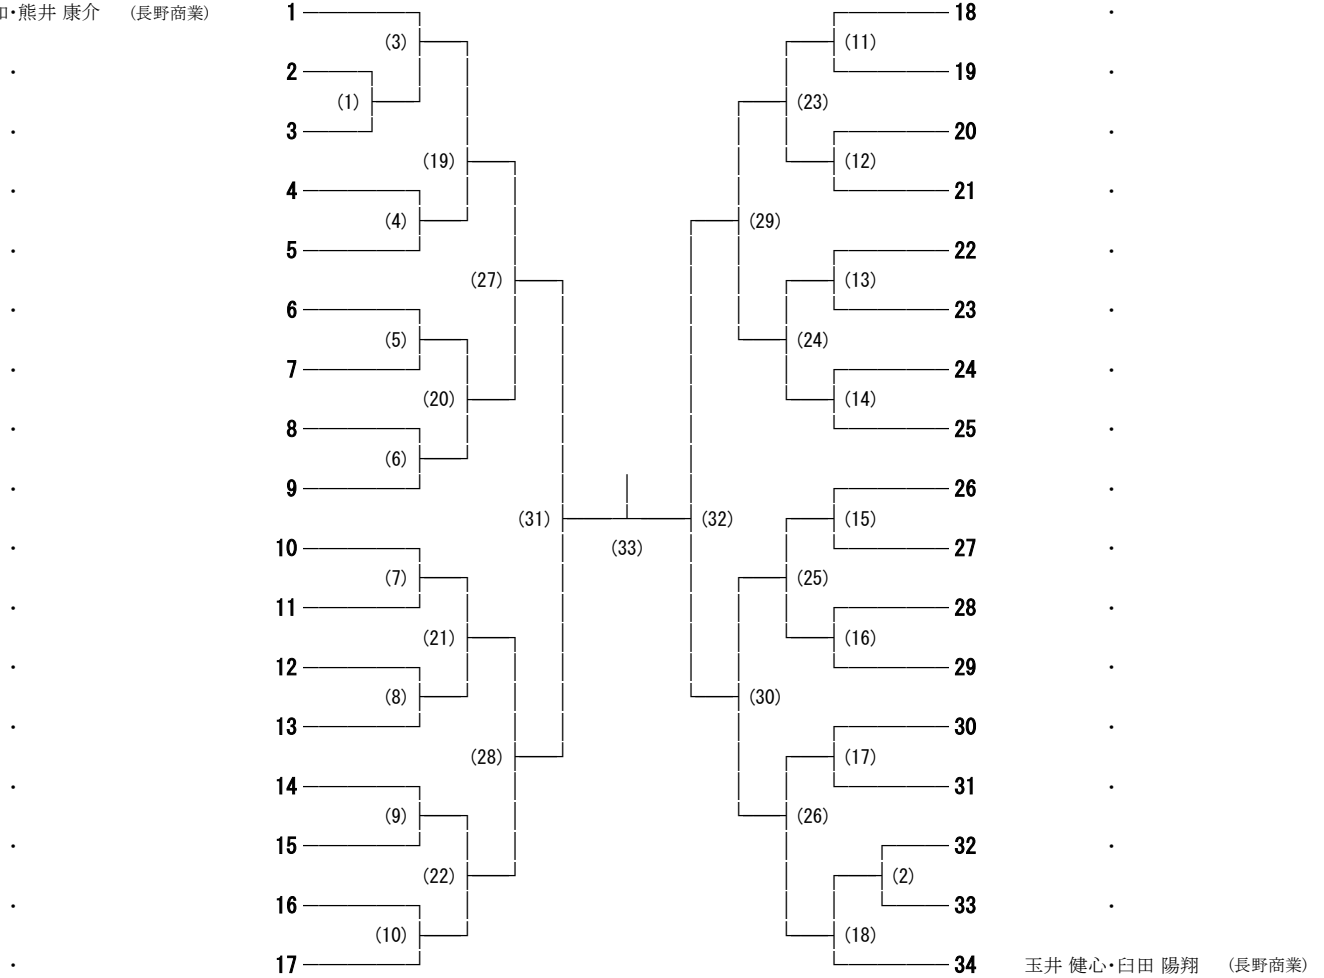 ・熊井 康介 (長野商業) 1 18 ・
(3) (11)
・ 2 19 ・
(1) (23)
・ 3 20 ・
(19) (12)
・ 4 21 ・
(4) (29)
・ 5 22 ・
(27) (13)
・ 6 23 ・
(5) (24)
・ 7 24 ・
(20) (14)
・ 8 25 ・
(6)
・ 9 26 ・
(31) (32) (15)
・ 10 (33) 27 ・
(7) (25)
・ 11 28 ・
(21) (16)
・ 12 29 ・
(8) (30)
・ 13 30 ・
(28) (17)
・ 14 31 ・
(9) (26)
・ 15 32 ・
(22) (2)
・ 16 33 ・
(10) (18)
・ 17 34 玉井 健心・臼田 陽翔 (長野商業)